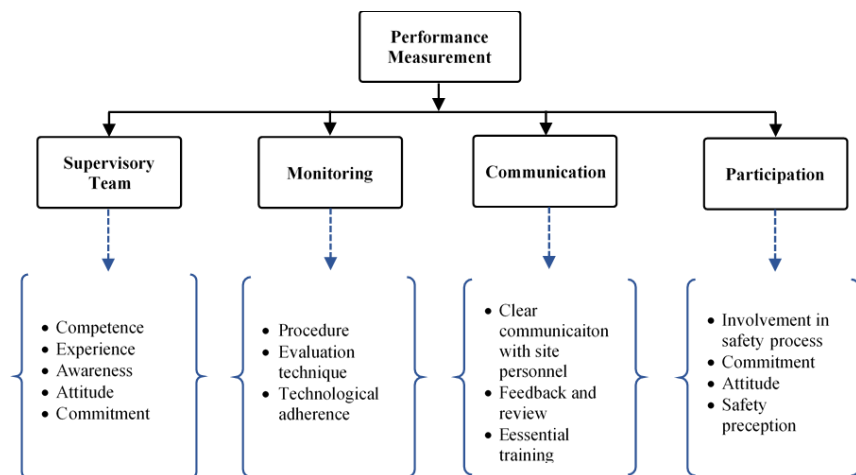 Performance
Measurement
Supervisory
Team
Monitoring
Communication
Participation
• Competence
• Experience
• Awareness
• Attitude
• Commitment
• Procedure
• Evaluation
technique
• Technological
adherence
• Clear
communicaiton
with site
personnel
• Feedback and
review
• Eessential
training
• Involvement in
safety process
• Commitment
• Attitude
• Safety
preception